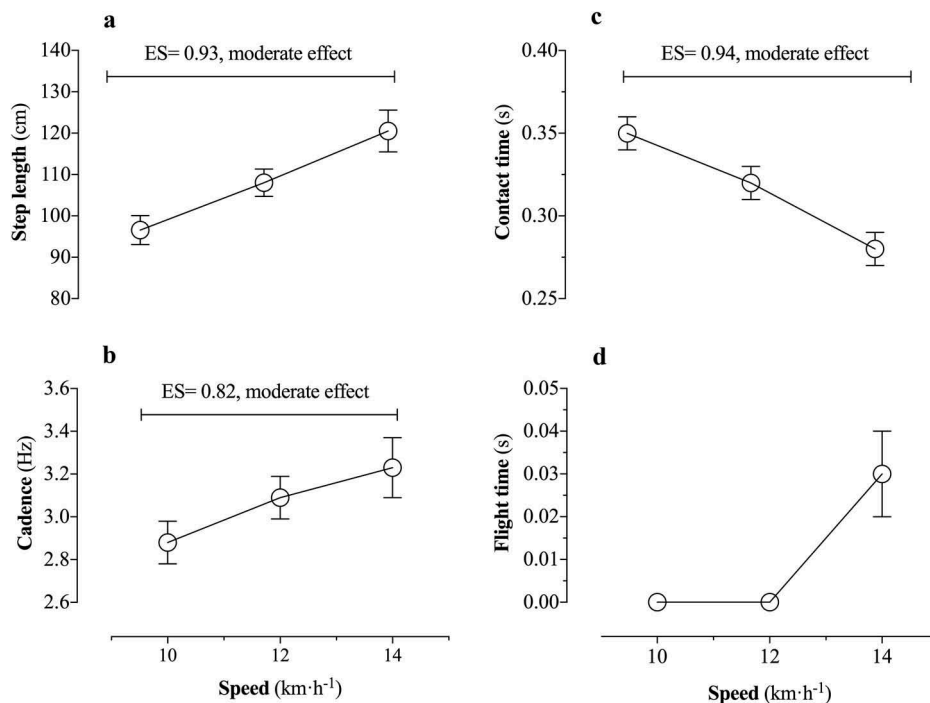 a
ES= 0.93, moderate effect
140
130
120
110
100
90
80
Step length (cm)
b
ES= 0.82, moderate effect
3.6
3.4
3.2
3.0
2.8
2.6
Cadence (Hz)
10
12
14
Speed (km·h⁻¹)
c
ES= 0.94, moderate effect
0.40
0.35
0.30
0.25
Contact time (s)
d
0.05
0.04
0.03
0.02
0.01
0.00
Flight time (s)
10
12
14
Speed (km·h⁻¹)